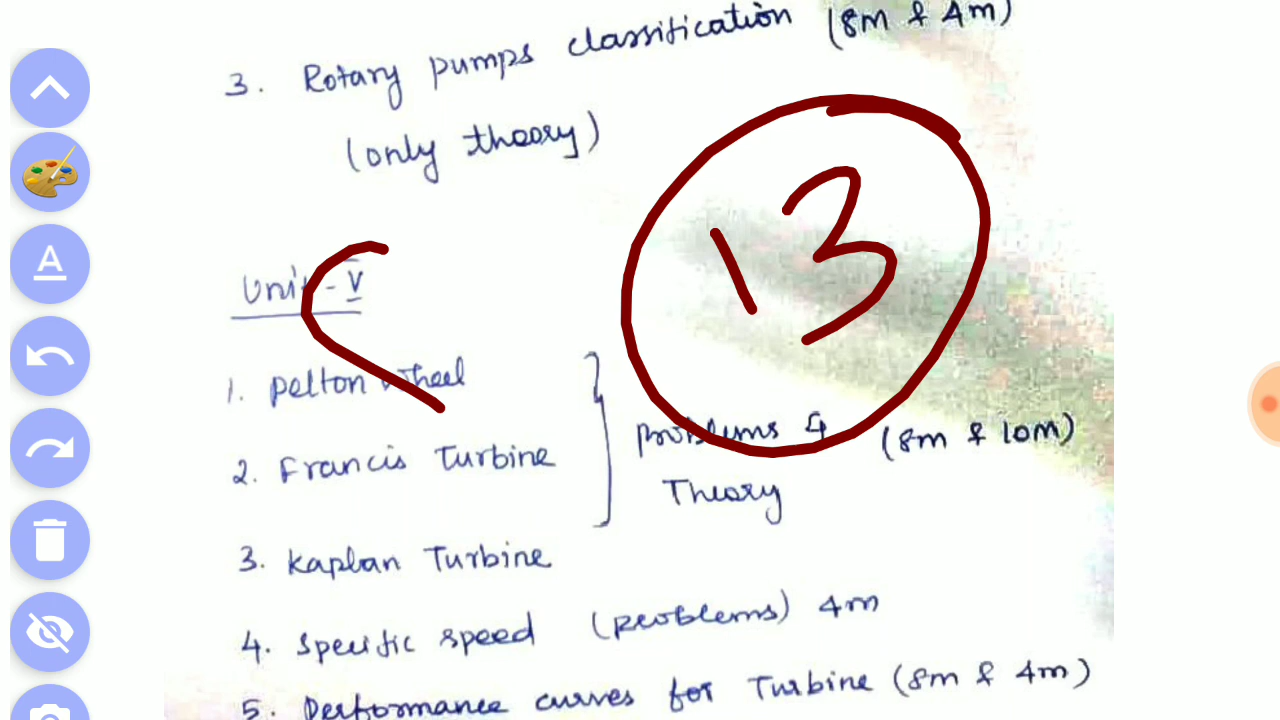 3. Rotary pumps classification (8m & 4m)
(only theory)
13
Unit - V
1. Pelton Wheel
2. Francis Turbine
problems & (8m & 10m)
Theory
3. Kaplan Turbine
4. Specific speed (problems) 4m
5. Performance curves for Turbine (8m & 4m)
A